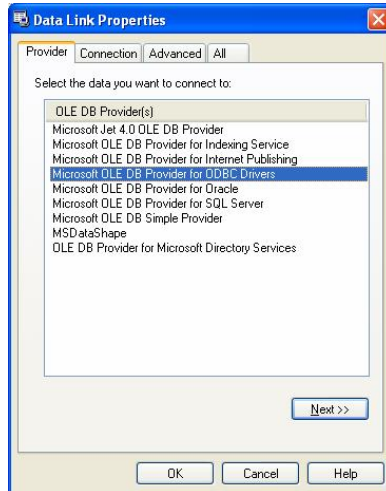 Data Link Properties
Provider Connection Advanced All
Select the data you want to connect to:
OLE DB Provider(s)
Microsoft Jet 4.0 OLE DB Provider
Microsoft OLE DB Provider for Indexing Service
Microsoft OLE DB Provider for Internet Publishing
Microsoft OLE DB Provider for ODBC Drivers
Microsoft OLE DB Provider for Oracle
Microsoft OLE DB Provider for SQL Server
Microsoft OLE DB Simple Provider
MSDataShape
OLE DB Provider for Microsoft Directory Services
Next >>
OK Cancel Help